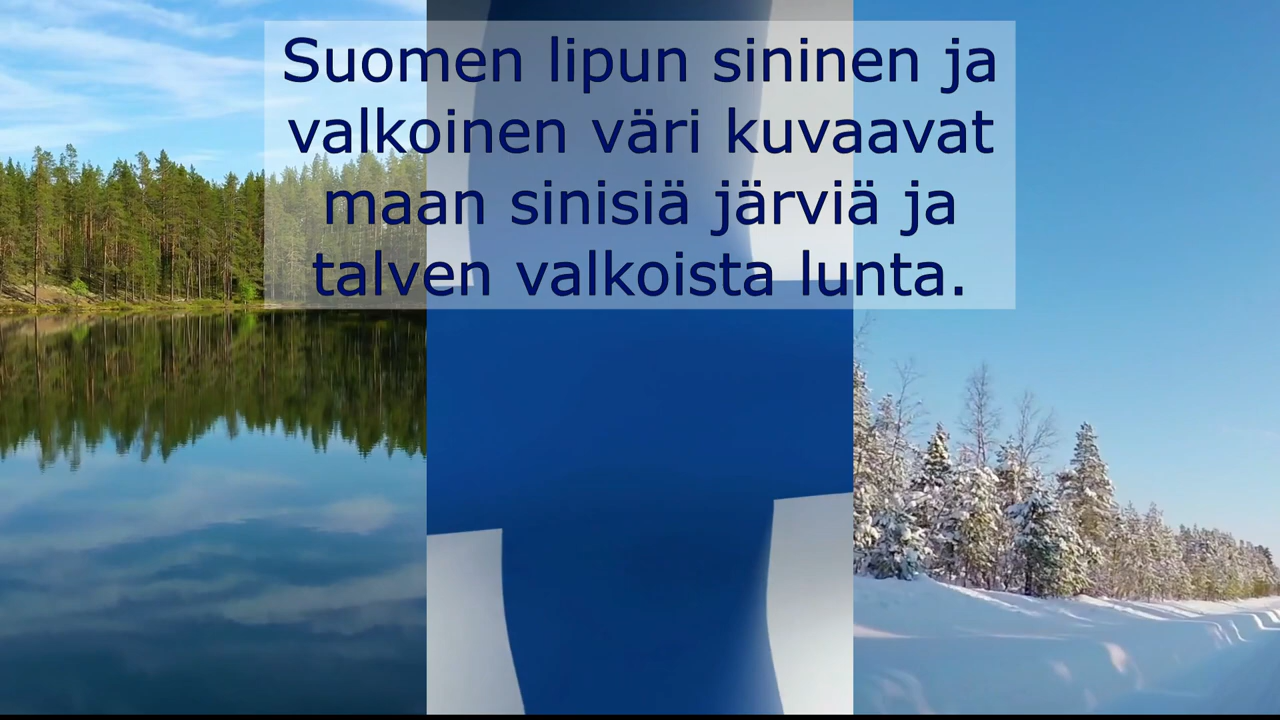 Suomen lipun sininen ja
valkoinen väri kuvaavat
maan sinisiä järviä ja
talven valkoista lunta.